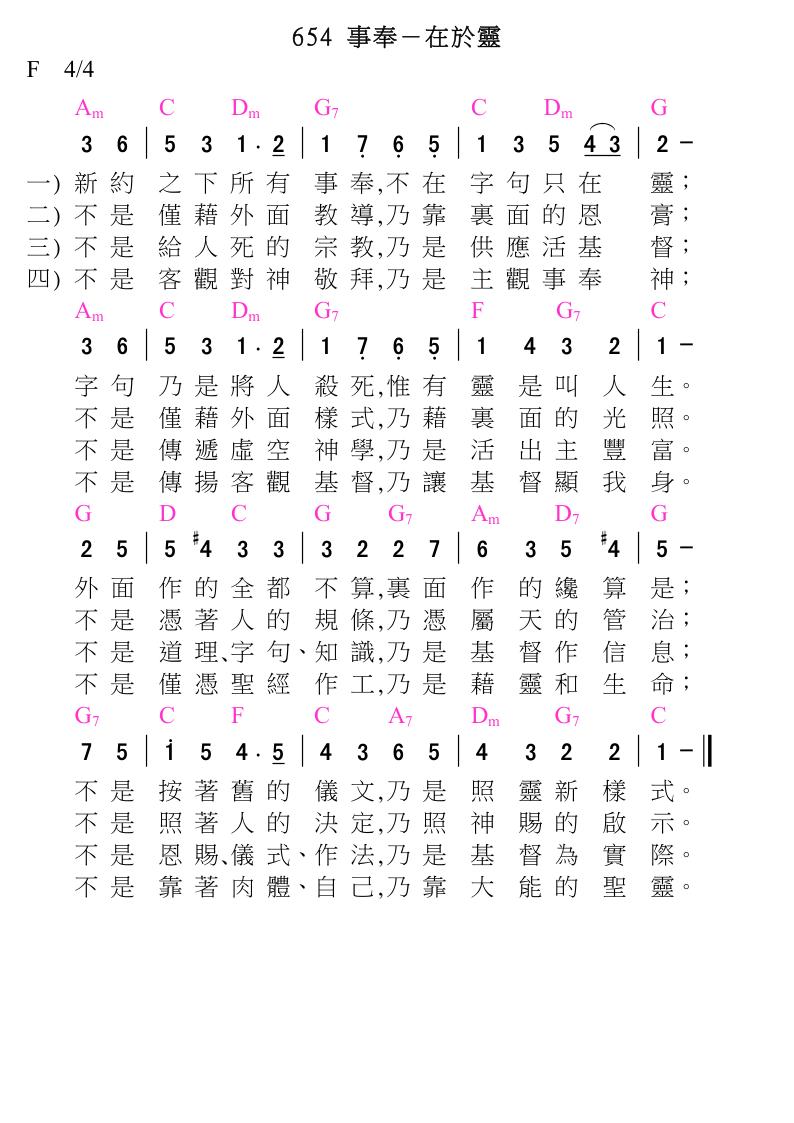 654 事奉－在於靈
F 4/4
Am C Dm G7 C Dm G
3 6 | 5 3 1 . 2 | 1 7 6 5 | 1 3 5 4 3 | 2 －
一) 新約 之下所有 事奉,不在 字句只在 靈；
二) 不是 僅藉外面 教導,乃靠 裏面的恩 膏；
三) 不是 給人死的 宗教,乃是 供應活基 督；
四) 不是 客觀對神 敬拜,乃是 主觀事奉 神；
Am C Dm G7 F G7 C
3 6 | 5 3 1 . 2 | 1 7 6 5 | 1 4 3 2 | 1 －
字句 乃是將人 殺死,惟有 靈是叫人 生。
不是 僅藉外面 樣式,乃藉 裏面的光 照。
不是 傳遞虛空 神學,乃是 活出主豐 富。
不是 傳揚客觀 基督,乃讓 基督顯我 身。
G D C G G7 Am D7 G
2 5 | 5 #4 3 3 | 3 2 2 7 | 6 3 5 #4 | 5 －
外面 作的全都 不算,裏面 作的纔算 是；
不是 憑著人的 規條,乃憑 屬天的管 治；
不是 道理、字句、知識,乃是 基督作信 息；
不是 僅憑聖經 作工,乃是 藉靈和生 命；
G7 C F C A7 Dm G7 C
7 5 | 1 5 4 . 5 | 4 3 6 5 | 4 3 2 2 | 1 － ‖
不是 按著舊的 儀文,乃是 照靈新樣 式。
不是 照著人的 決定,乃照 神賜的啟 示。
不是 恩賜、儀式、作法,乃是 基督為實 際。
不是 靠著肉體、自己,乃靠 大能的聖 靈。